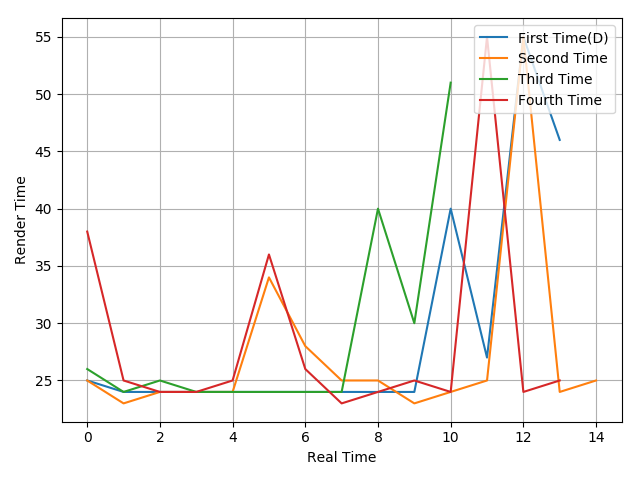 First Time(D)
Second Time
Third Time
Fourth Time
55
50
45
40
35
30
25
Render Time
0 2 4 6 8 10 12 14
Real Time